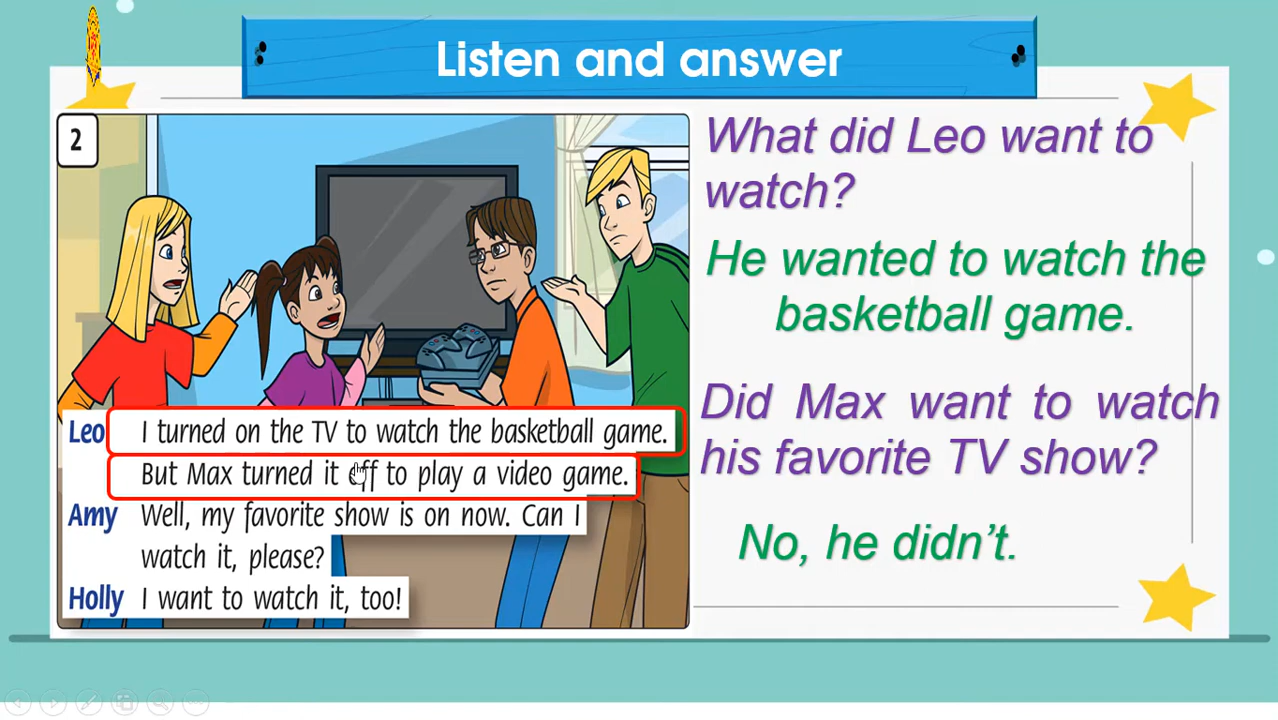 Listen and answer
2
Leo I turned on the TV to watch the basketball game.
But Max turned it off to play a video game.
Amy Well, my favorite show is on now. Can I
watch it, please?
Holly I want to watch it, too!
What did Leo want to
watch?
He wanted to watch the
basketball game.
Did Max want to watch
his favorite TV show?
No, he didn't.